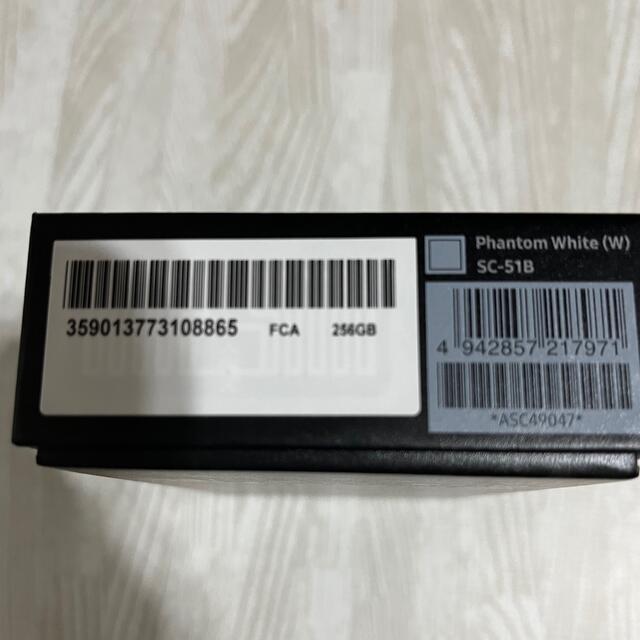 359013773108865 FCA 256GB
Phantom White (W)
SC-51B
4 942857 217971
*ASC49047*